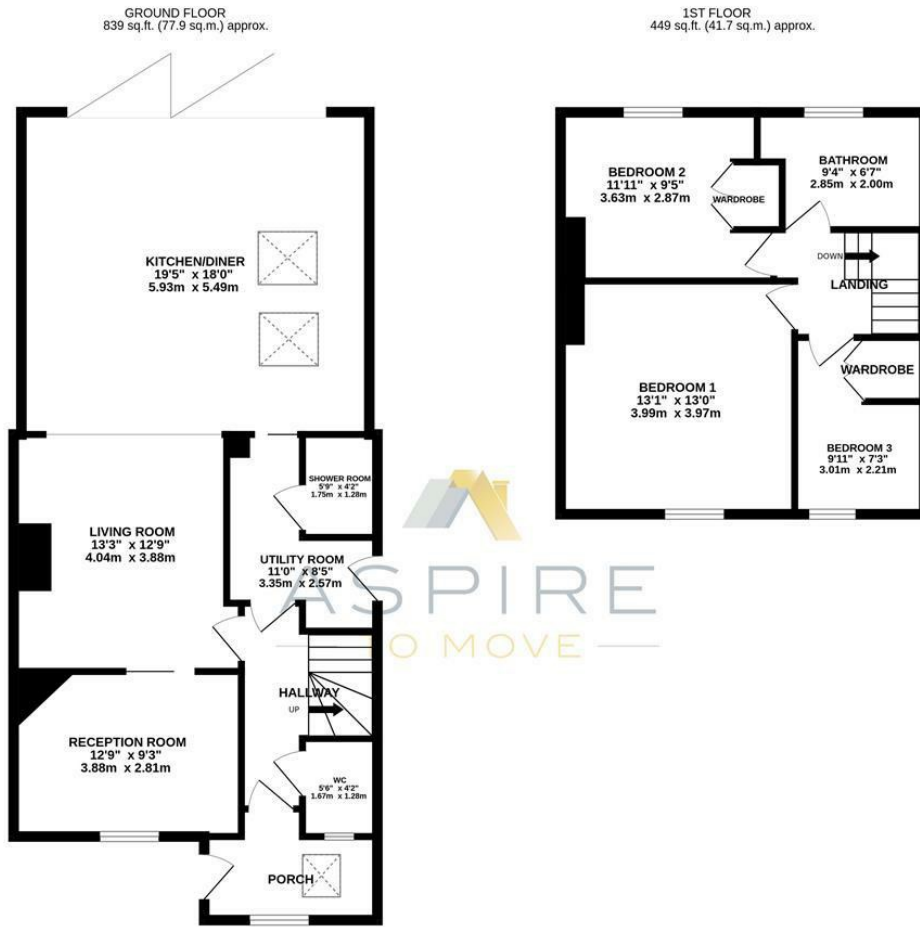 GROUND FLOOR
839 sq.ft. (77.9 sq.m.) approx.
1ST FLOOR
449 sq.ft. (41.7 sq.m.) approx.
KITCHEN/DINER
19'5" x 18'0"
5.93m x 5.49m
SHOWER ROOM
5'9" x 4'2"
1.75m x 1.28m
LIVING ROOM
13'3" x 12'9"
4.04m x 3.88m
UTILITY ROOM
11'0" x 8'5"
3.35m x 2.57m
HALLWAY
UP
RECEPTION ROOM
12'9" x 9'3"
3.88m x 2.81m
WC
5'6" x 4'2"
1.67m x 1.28m
PORCH
BEDROOM 2
11'11" x 9'5"
3.63m x 2.87m
WARDROBE
BATHROOM
9'4" x 6'7"
2.85m x 2.00m
DOWN
LANDING
BEDROOM 1
13'1" x 13'0"
3.99m x 3.97m
WARDROBE
BEDROOM 3
9'11" x 7'3"
3.01m x 2.21m
ASPIRE
TO MOVE